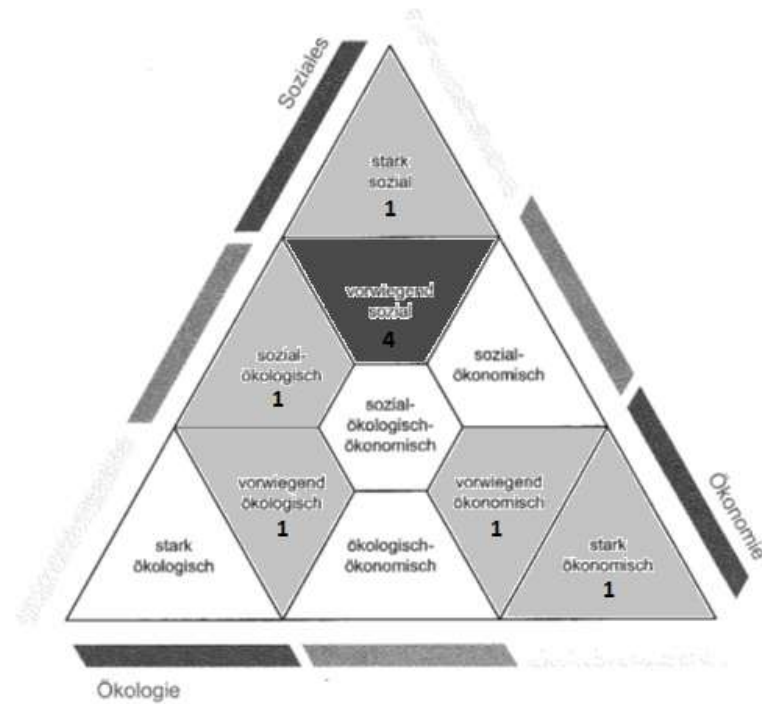 Soziales
stark
sozial
1
vorwiegend
sozial
4
sozial-
ökologisch
1
sozial-
ökonomisch
sozial-
ökologisch-
ökonomisch
vorwiegend
ökologisch
1
vorwiegend
ökonomisch
1
stark
ökologisch
ökologisch-
ökonomisch
stark
ökonomisch
1
Ökonomie
Ökologie